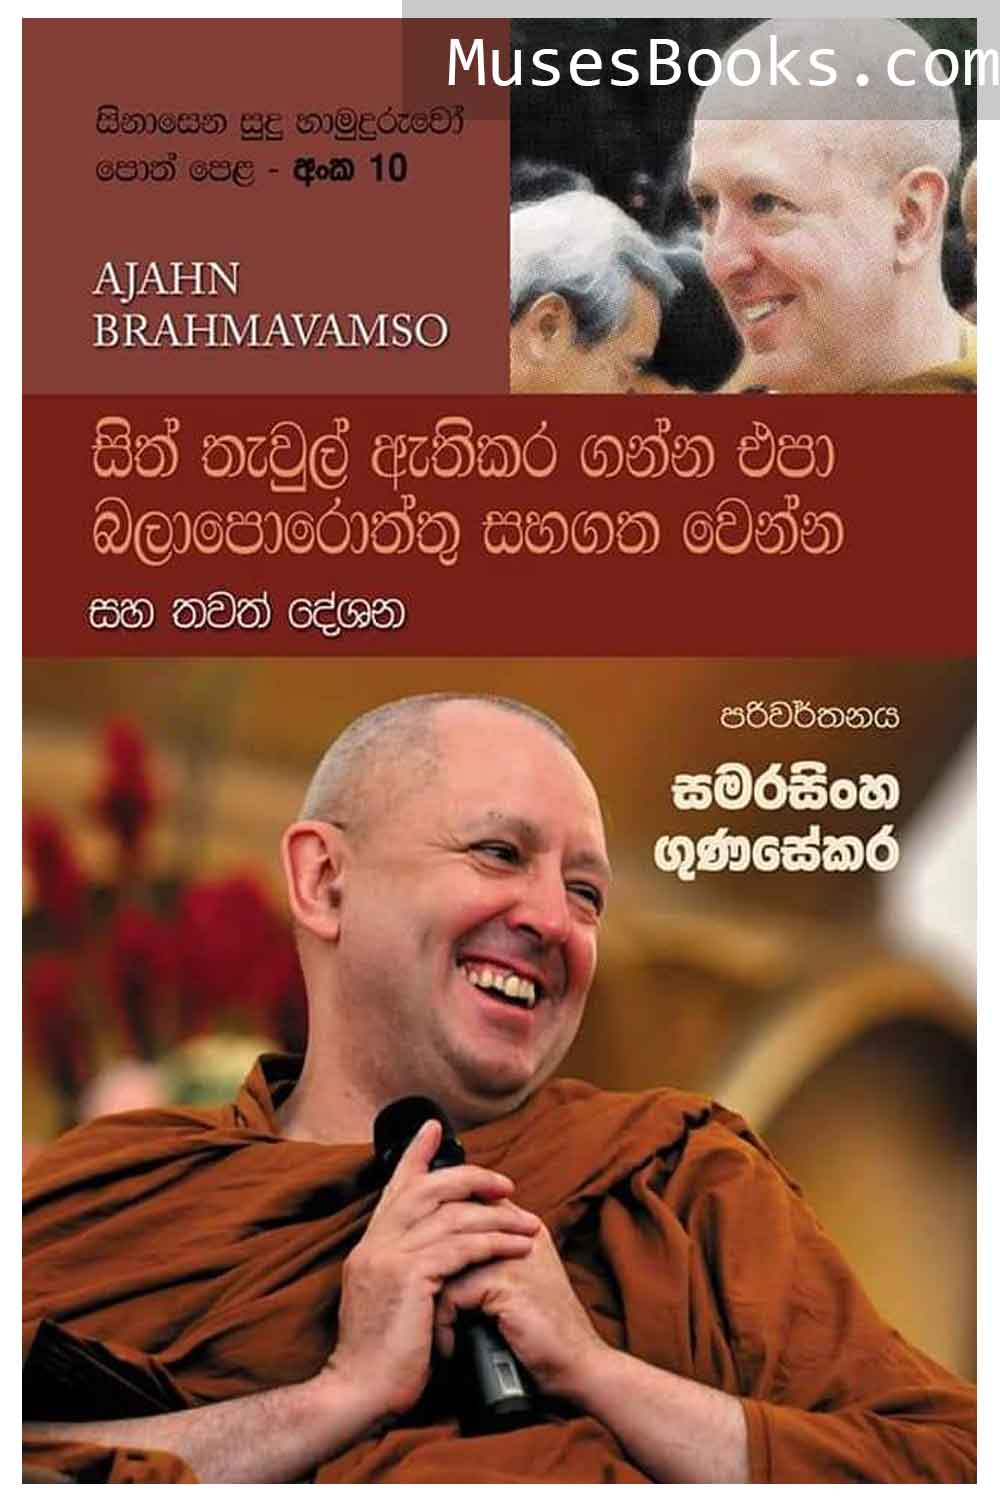 MusesBooks.com
සිනාසෙන සුදු හාමුදුරුවෝ
පොත් පෙළ - අංක 10
AJAHN
BRAHMAVAMSO
සිත් තැවුල් ඇතිකර ගන්න එපා
බලාපොරොත්තු සහගත වෙන්න
සහ තවත් දේශන
පරිවර්තනය
සමරසිංහ
ගුණසේකර